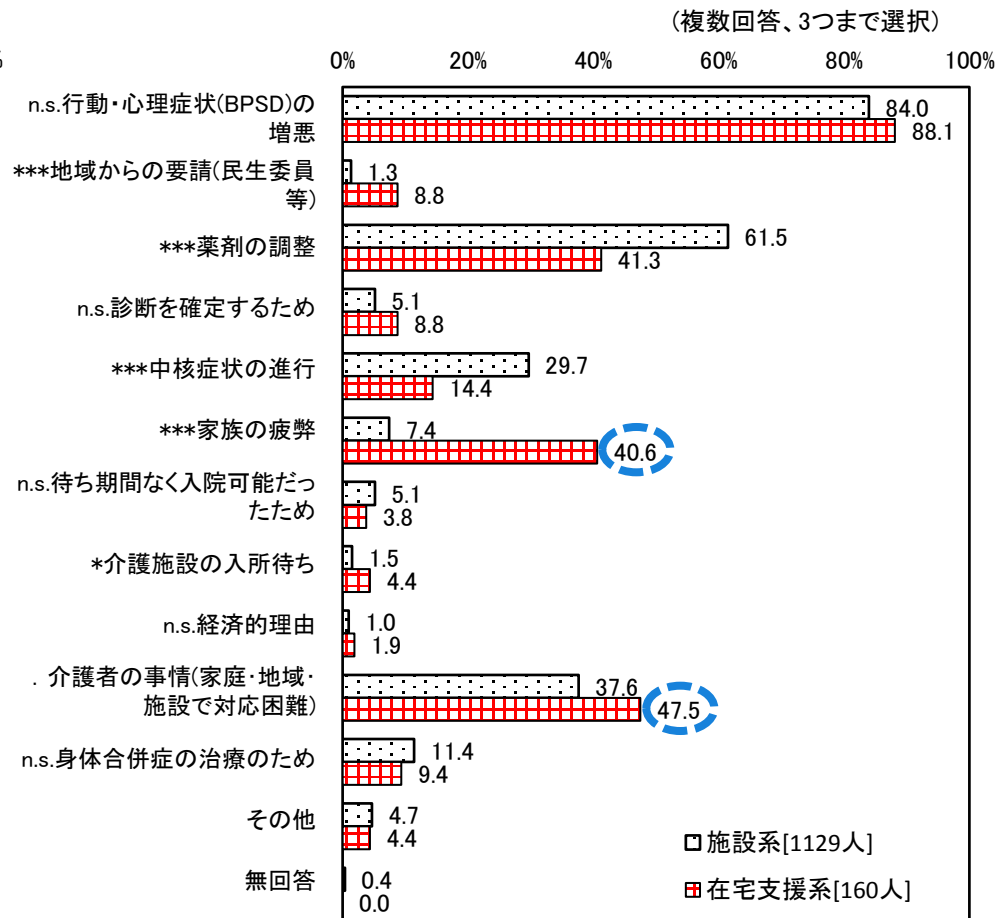 (複数回答、3つまで選択)
%
0% 20% 40% 60% 80% 100%
n.s.行動・心理症状(BPSD)の
増悪
84.0
88.1
***地域からの要請(民生委員
等)
1.3
8.8
***薬剤の調整
61.5
41.3
n.s.診断を確定するため
5.1
8.8
***中核症状の進行
29.7
14.4
***家族の疲弊
7.4
40.6
n.s.待ち期間なく入院可能だっ
たため
5.1
3.8
*介護施設の入所待ち
1.5
4.4
n.s.経済的理由
1.0
1.9
. 介護者の事情(家庭・地域・
施設で対応困難)
37.6
47.5
n.s.身体合併症の治療のため
11.4
9.4
その他
4.7
4.4
無回答
0.4
0.0
施設系[1129人]
在宅支援系[160人]